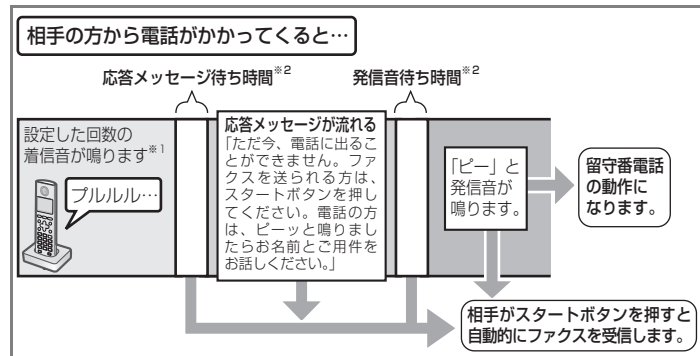 相手の方から電話がかかってくると…
応答メッセージ待ち時間※2
発信音待ち時間※2
設定した回数の
着信音が鳴ります※1
プルルル…
応答メッセージが流れる
「ただ今、電話に出るこ
とができません。ファ
クスを送られる方は、
スタートボタンを押し
てください。電話の方
は、ピーッと鳴りまし
たらお名前とご用件を
お話しください。」
「ピー」と
発信音が
鳴ります。
留守番電話
の動作に
なります。
相手がスタートボタンを押すと
自動的にファクスを受信します。